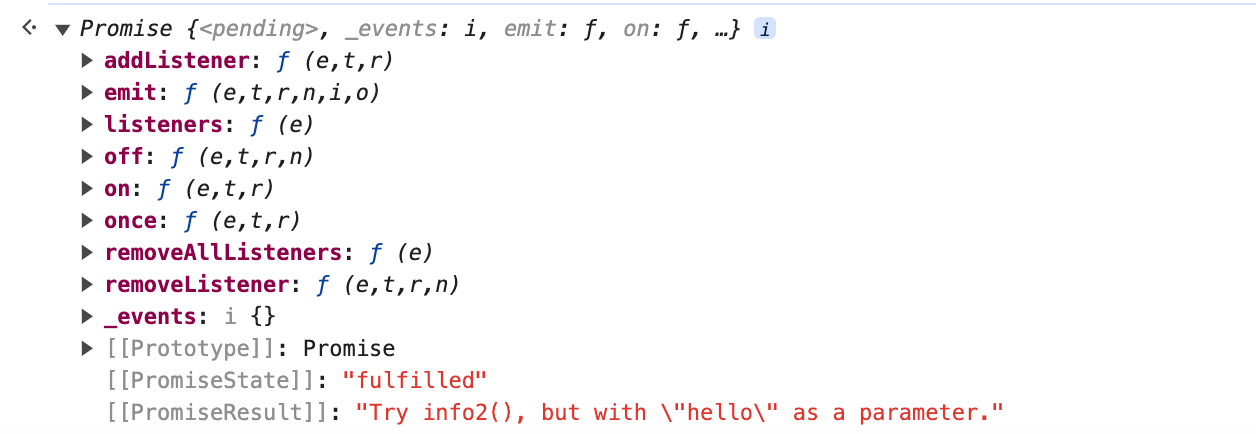 Promise {<pending>, _events: i, emit: ƒ, on: ƒ, …} i
addListener: ƒ (e,t,r)
emit: ƒ (e,t,r,n,i,o)
listeners: ƒ (e)
off: ƒ (e,t,r,n)
on: ƒ (e,t,r)
once: ƒ (e,t,r)
removeAllListeners: ƒ (e)
removeListener: ƒ (e,t,r,n)
_events: i {}
[[Prototype]]: Promise
[[PromiseState]]: "fulfilled"
[[PromiseResult]]: "Try info2(), but with \"hello\" as a parameter."